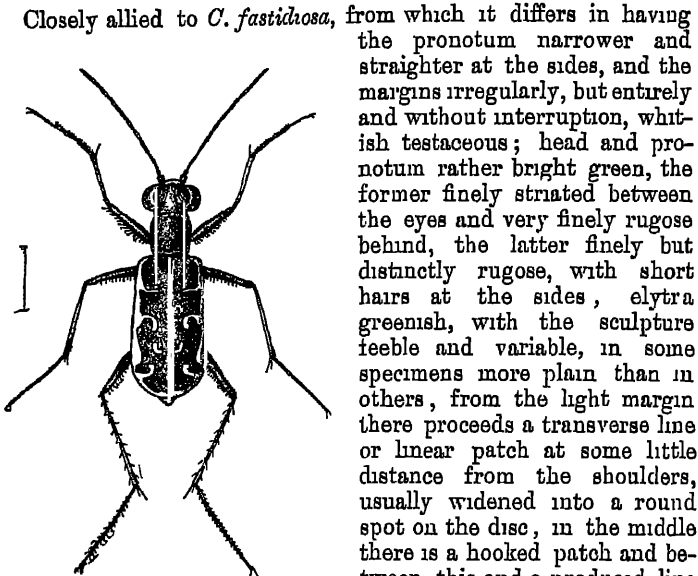 Closely allied to C. fastidiosa, from which it differs in having
the pronotum narrower and
straighter at the sides, and the
margins irregularly, but entirely
and without interruption, whit-
ish testaceous; head and pro-
notum rather bright green, the
former finely striated between
the eyes and very finely rugose
behind, the latter finely but
distinctly rugose, with short
hairs at the sides, elytra
greenish, with the sculpture
feeble and variable, in some
specimens more plain than in
others, from the light margin
there proceeds a transverse line
or linear patch at some little
distance from the shoulders,
usually widened into a round
spot on the disc, in the middle
there is a hooked patch and be-
tween this and a produced line